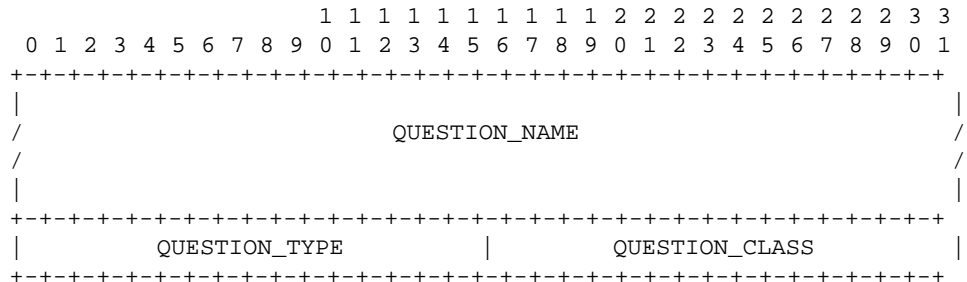 1 1 1 1 1 1 1 1 1 1 2 2 2 2 2 2 2 2 2 2 3 3
0 1 2 3 4 5 6 7 8 9 0 1 2 3 4 5 6 7 8 9 0 1 2 3 4 5 6 7 8 9 0 1
+-+-+-+-+-+-+-+-+-+-+-+-+-+-+-+-+-+-+-+-+-+-+-+-+-+-+-+-+-+-+-+-+
| |
/ QUESTION_NAME /
/ /
| |
+-+-+-+-+-+-+-+-+-+-+-+-+-+-+-+-+-+-+-+-+-+-+-+-+-+-+-+-+-+-+-+-+
| QUESTION_TYPE | QUESTION_CLASS |
+-+-+-+-+-+-+-+-+-+-+-+-+-+-+-+-+-+-+-+-+-+-+-+-+-+-+-+-+-+-+-+-+